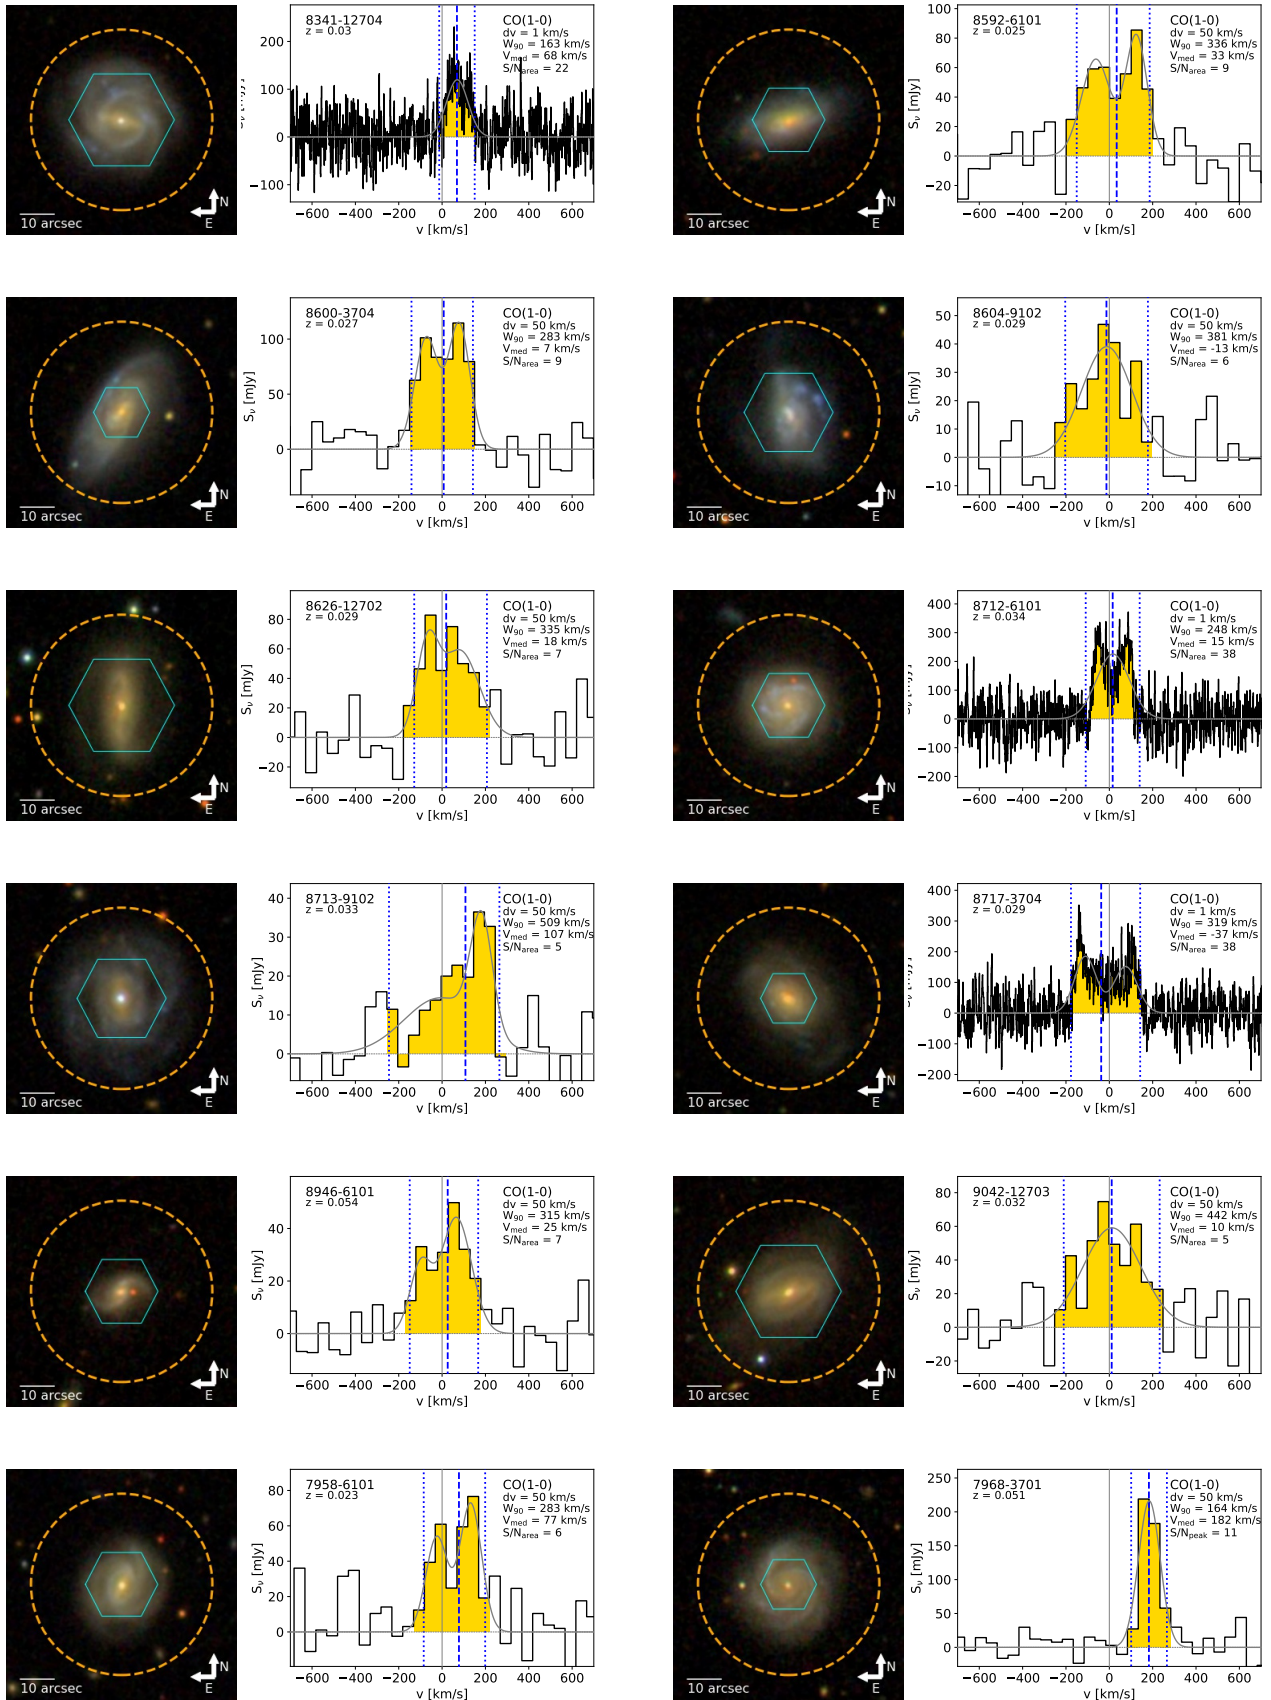 8341-12704
z = 0.03
CO(1-0)
dv = 1 km/s
W90 = 163 km/s
Vmed = 68 km/s
S/Narea = 22
200
100
0
−100
−600 −400 −200 0 200 400 600
v [km/s]
10 arcsec
N
E
8592-6101
z = 0.025
CO(1-0)
dv = 50 km/s
W90 = 336 km/s
Vmed = 33 km/s
S/Narea = 9
100
80
60
40
20
0
−20
−600 −400 −200 0 200 400 600
v [km/s]
10 arcsec
N
E
8600-3704
z = 0.027
CO(1-0)
dv = 50 km/s
W90 = 283 km/s
Vmed = 7 km/s
S/Narea = 9
Sν [mJy]
100
50
0
−600 −400 −200 0 200 400 600
v [km/s]
10 arcsec
N
E
8604-9102
z = 0.029
CO(1-0)
dv = 50 km/s
W90 = 381 km/s
Vmed = -13 km/s
S/Narea = 6
Sν [mJy]
50
40
30
20
10
0
−10
−600 −400 −200 0 200 400 600
v [km/s]
10 arcsec
N
E
8626-12702
z = 0.029
CO(1-0)
dv = 50 km/s
W90 = 335 km/s
Vmed = 18 km/s
S/Narea = 7
Sν [mJy]
80
60
40
20
0
−20
−600 −400 −200 0 200 400 600
v [km/s]
10 arcsec
N
E
8712-6101
z = 0.034
CO(1-0)
dv = 1 km/s
W90 = 248 km/s
Vmed = 15 km/s
S/Narea = 38
400
300
200
100
0
−100
−200
−600 −400 −200 0 200 400 600
v [km/s]
10 arcsec
N
E
8713-9102
z = 0.033
CO(1-0)
dv = 50 km/s
W90 = 509 km/s
Vmed = 107 km/s
S/Narea = 5
Sν [mJy]
40
30
20
10
0
−600 −400 −200 0 200 400 600
v [km/s]
10 arcsec
N
E
8717-3704
z = 0.029
CO(1-0)
dv = 1 km/s
W90 = 319 km/s
Vmed = -37 km/s
S/Narea = 38
400
300
200
100
0
−100
−200
−600 −400 −200 0 200 400 600
v [km/s]
10 arcsec
N
E
8946-6101
z = 0.054
CO(1-0)
dv = 50 km/s
W90 = 315 km/s
Vmed = 25 km/s
S/Narea = 7
Sν [mJy]
40
20
0
−600 −400 −200 0 200 400 600
v [km/s]
10 arcsec
N
E
9042-12703
z = 0.032
CO(1-0)
dv = 50 km/s
W90 = 442 km/s
Vmed = 10 km/s
S/Narea = 5
Sν [mJy]
80
60
40
20
0
−20
−600 −400 −200 0 200 400 600
v [km/s]
10 arcsec
N
E
7958-6101
z = 0.023
CO(1-0)
dv = 50 km/s
W90 = 283 km/s
Vmed = 77 km/s
S/Narea = 6
Sν [mJy]
80
60
40
20
0
−600 −400 −200 0 200 400 600
v [km/s]
10 arcsec
N
E
7968-3701
z = 0.051
CO(1-0)
dv = 50 km/s
W90 = 164 km/s
Vmed = 182 km/s
S/Npeak = 11
Sν [mJy]
250
200
150
100
50
0
−600 −400 −200 0 200 400 600
v [km/s]
10 arcsec
N
E